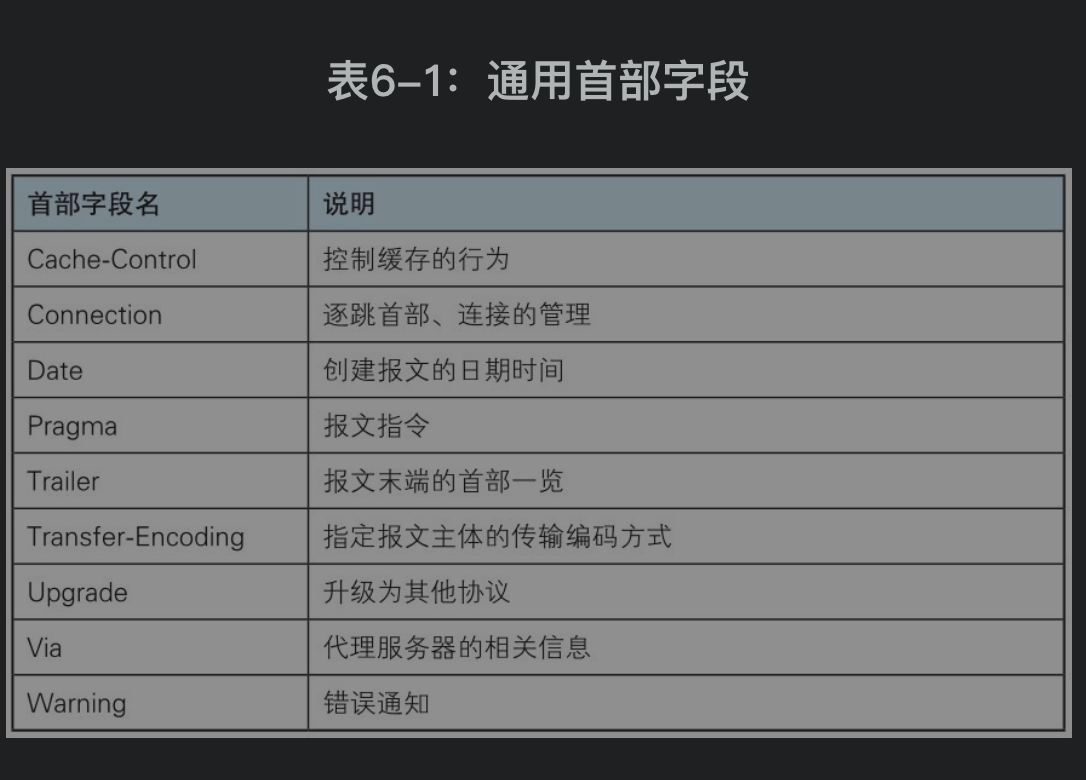 表6-1：通用首部字段
首部字段名 说明
Cache-Control 控制缓存的行为
Connection 逐跳首部、连接的管理
Date 创建报文的日期时间
Pragma 报文指令
Trailer 报文末端的首部一览
Transfer-Encoding 指定报文主体的传输编码方式
Upgrade 升级为其他协议
Via 代理服务器的相关信息
Warning 错误通知